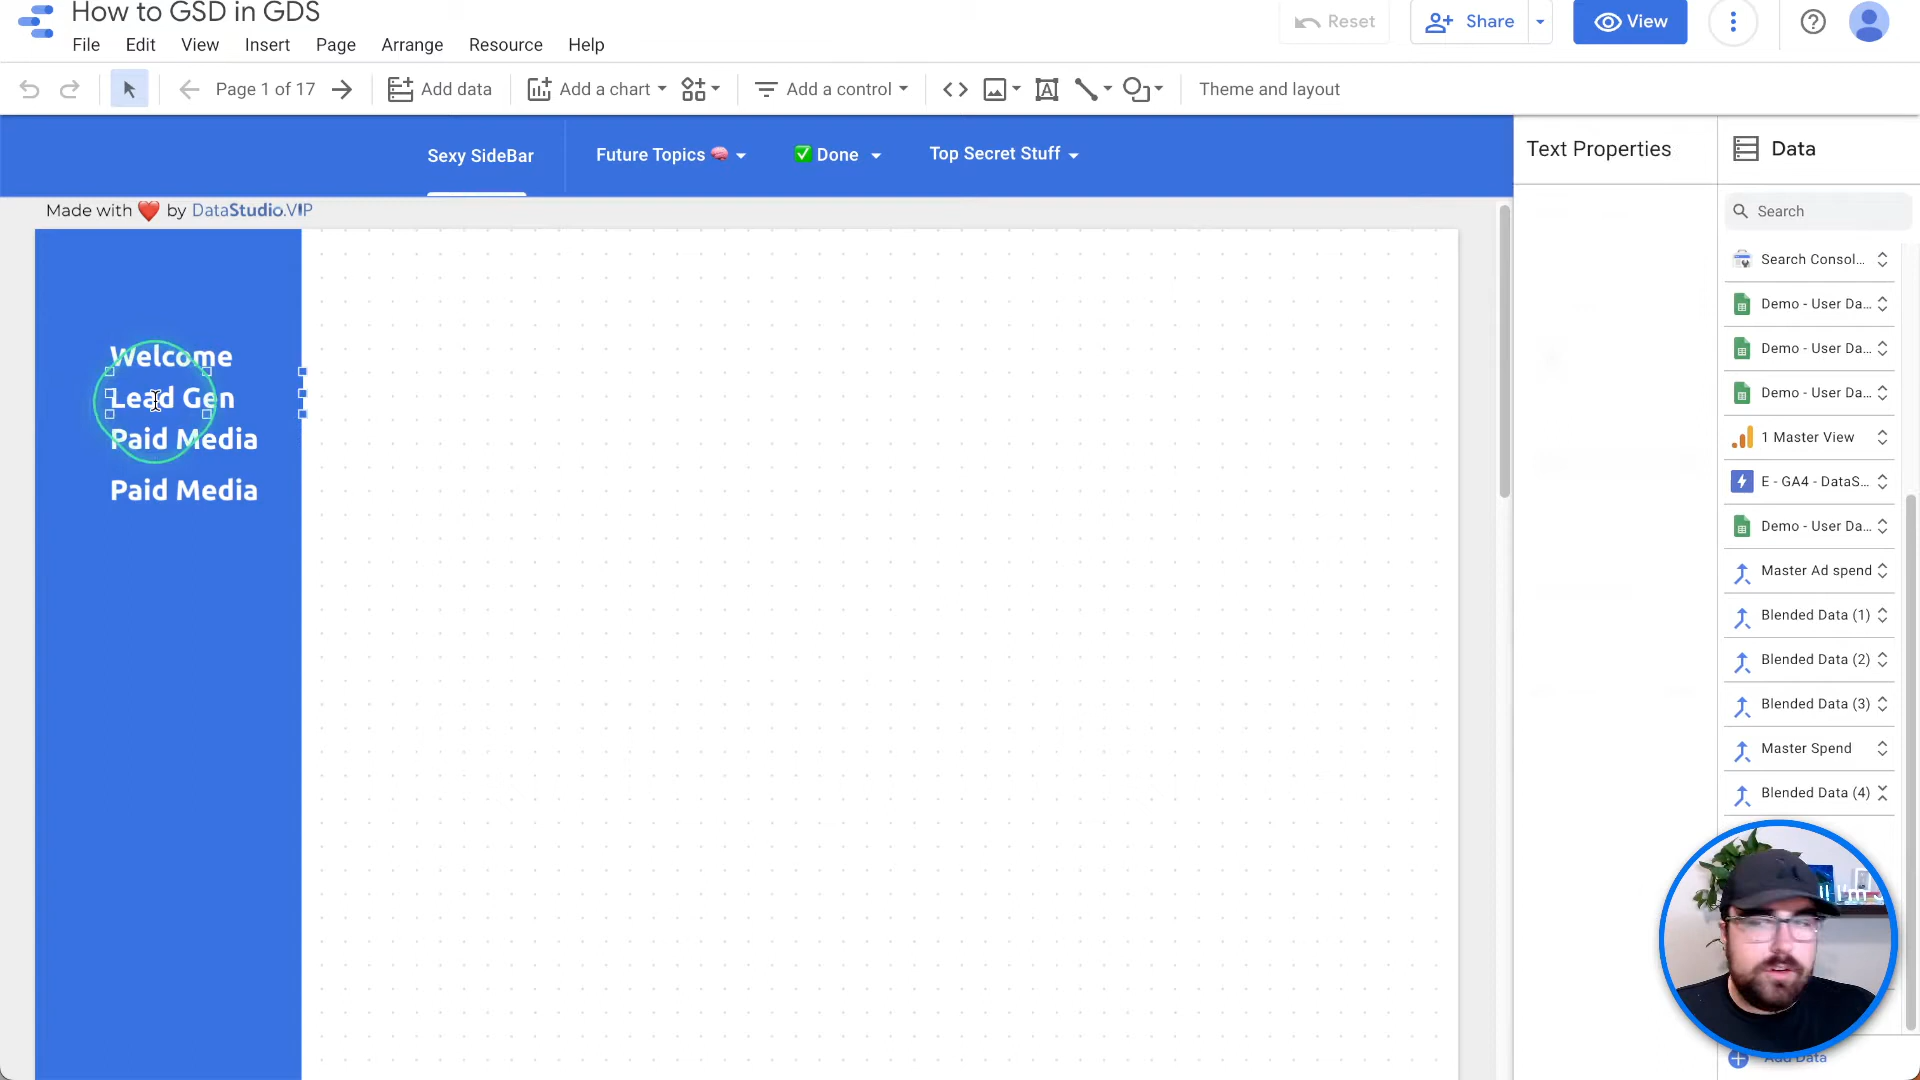 How to GSD in GDS
Reset
Share
View
File Edit View Insert Page Arrange Resource Help
Page 1 of 17
Add data
Add a chart
Add a control
Theme and layout
Sexy SideBar
Future Topics 🧠
✅ Done
Top Secret Stuff
Text Properties
Data
Made with ❤️ by DataStudio.VIP
Search
Welcome
Lead Gen
Paid Media
Paid Media
Search Consol...
Demo - User Da...
Demo - User Da...
Demo - User Da...
1 Master View
E - GA4 - DataS...
Demo - User Da...
Master Ad spend
Blended Data (1)
Blended Data (2)
Blended Data (3)
Master Spend
Blended Data (4)
Add Data